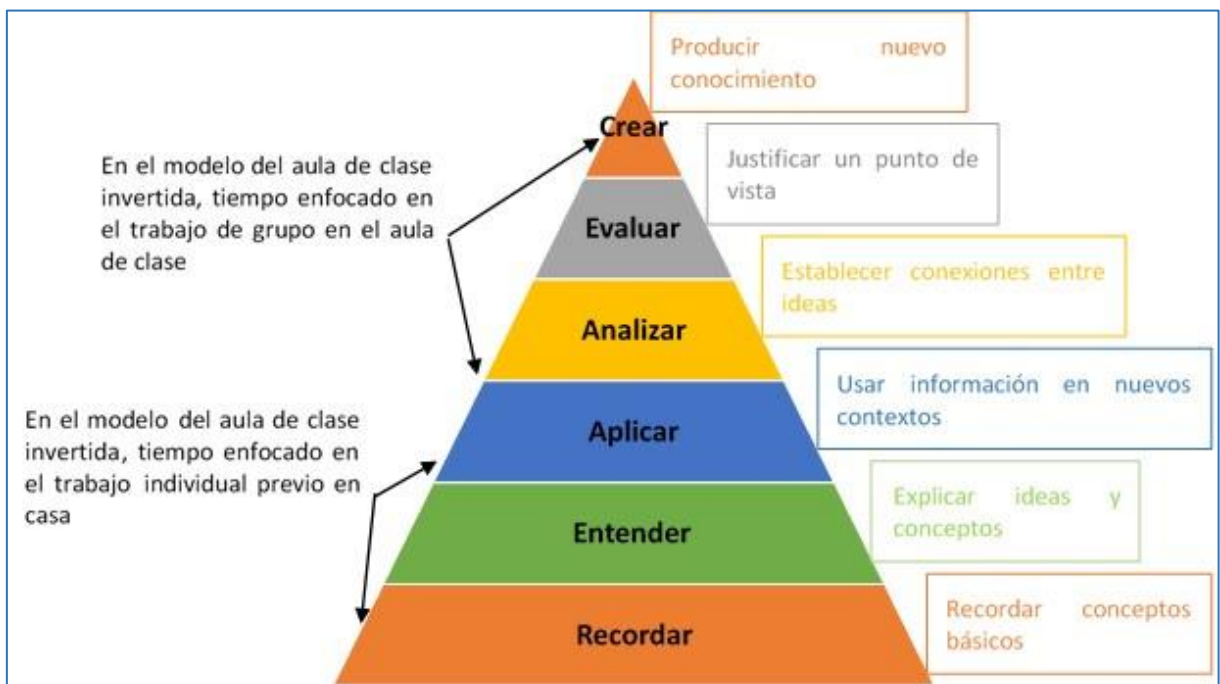 Producir nuevo
conocimiento
Crear
Justificar un punto de
vista
En el modelo del aula de clase
invertida, tiempo enfocado en
el trabajo de grupo en el aula
de clase
Evaluar
Establecer conexiones entre
ideas
Analizar
Usar información en nuevos
contextos
En el modelo del aula de clase
invertida, tiempo enfocado en
el trabajo individual previo en
casa
Aplicar
Explicar ideas y
conceptos
Entender
Recordar conceptos
básicos
Recordar